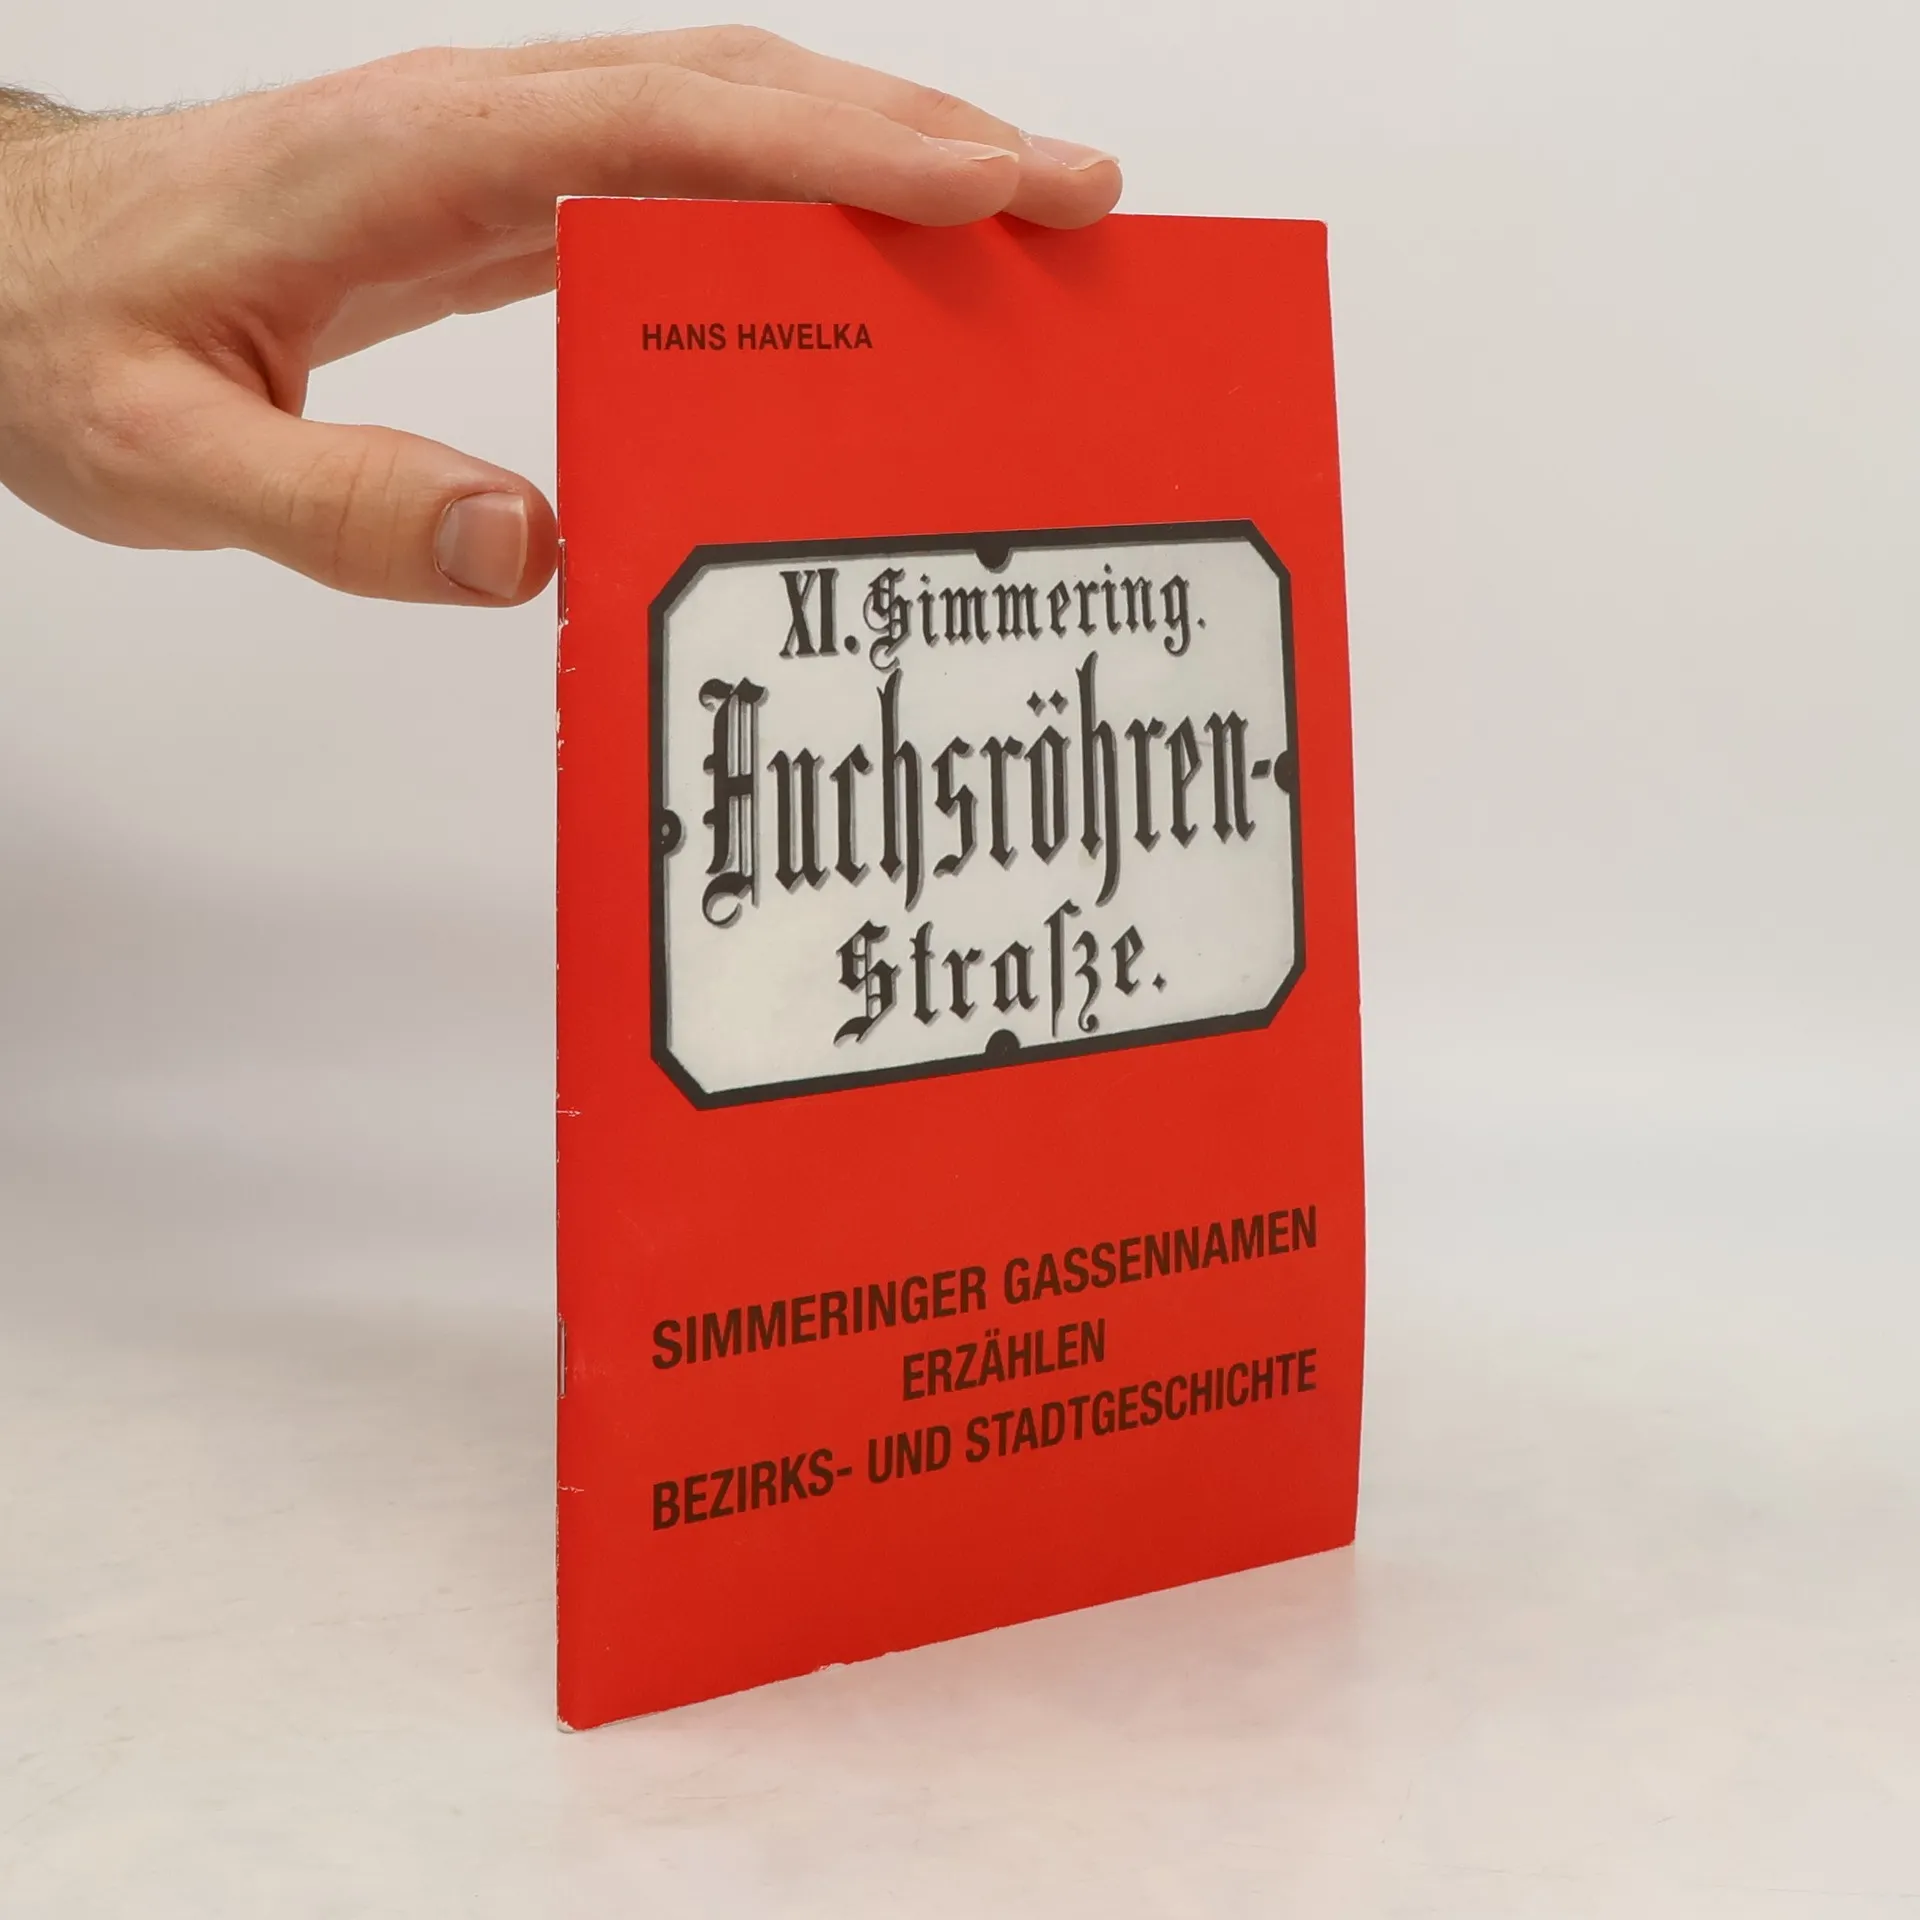 HANS HAVELKA
XI. Simmering.
Fuchsröhren-
Straße.
SIMMERINGER GASSENNAMEN
ERZÄHLEN
BEZIRKS- UND STADTGESCHICHTE